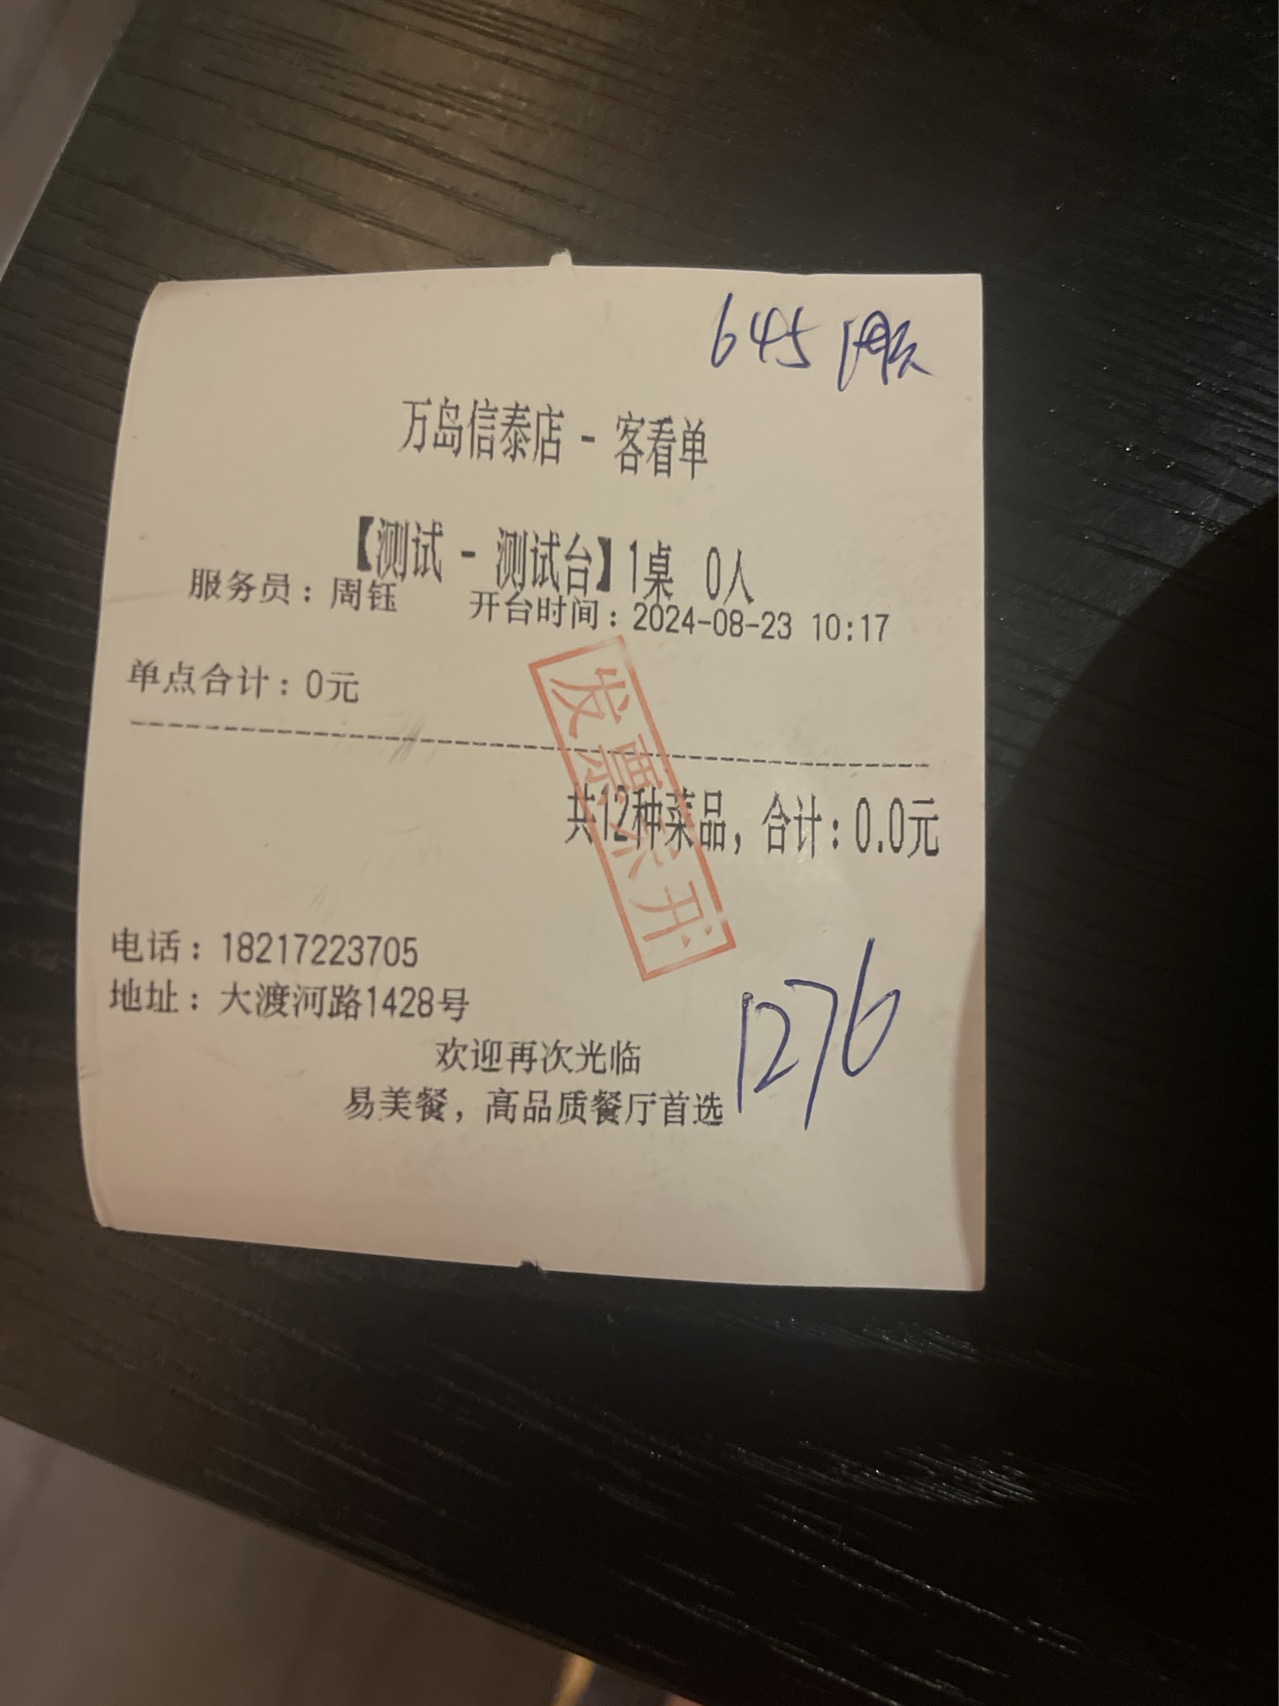 645
万岛信泰店 - 客看单
【测试 - 测试台】1桌 0人
服务员：周钰 开台时间：2024-08-23 10:17
单点合计：0元
发票未开
共12种菜品，合计：0.0元
电话：18217223705
地址：大渡河路1428号
1276
欢迎再次光临
易美餐，高品质餐厅首选